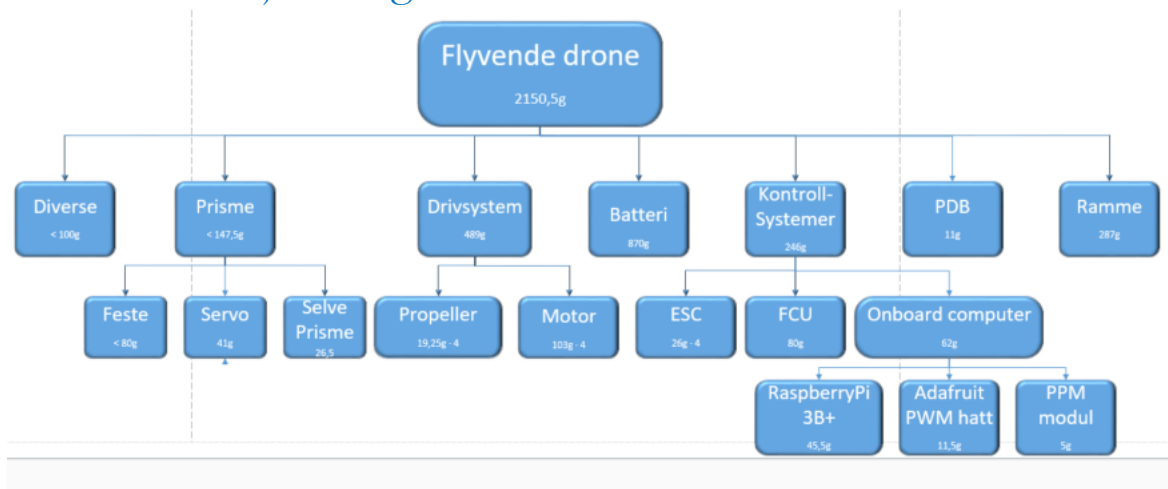 Flyvende drone
2150,5g
Diverse
< 100g
Prisme
< 147,5g
Drivsystem
489g
Batteri
870g
Kontroll-
Systemer
246g
PDB
11g
Ramme
287g
Feste
< 80g
Servo
41g
Selve
Prisme
26,5
Propeller
19,25g - 4
Motor
103g - 4
ESC
26g - 4
FCU
80g
Onboard computer
62g
RaspberryPi
3B+
45,5g
Adafruit
PWM hatt
11,5g
PPM
modul
5g